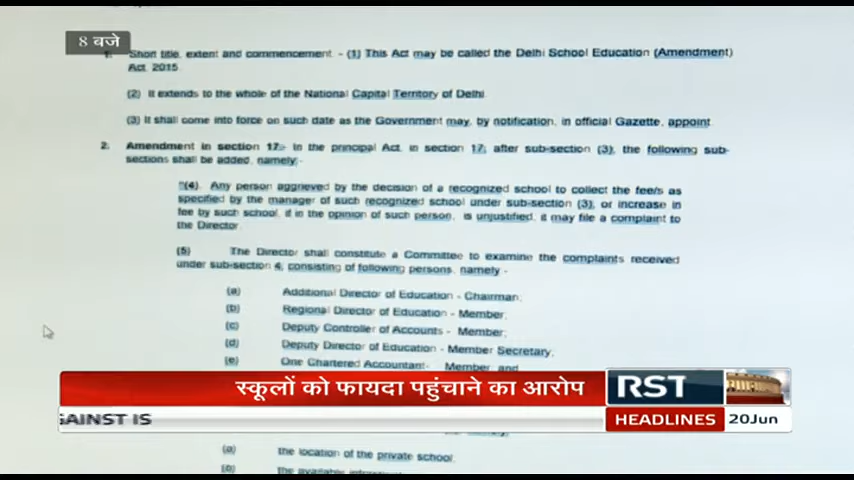 8 बजे
1. Short title, extent and commencement. - (1) This Act may be called the Delhi School Education (Amendment)
Act, 2015.
(2) It extends to the whole of the National Capital Territory of Delhi.
(3) It shall come into force on such date as the Government may, by notification, in official Gazette, appoint.
2. Amendment in section 17:- In the principal Act, in section 17, after sub-section (3), the following sub-
sections shall be added, namely:-
"(4). Any person aggrieved by the decision of a recognized school to collect the fee/s as
specified by the manager of such recognized school under sub-section (3), or increase in
fee by such school, if in the opinion of such person, is unjustified, it may file a complaint to
the Director.
(5) The Director shall constitute a Committee to examine the complaints received
under sub-section 4, consisting of following persons, namely -
(a) Additional Director of Education - Chairman;
(b) Regional Director of Education - Member;
(c) Deputy Controller of Accounts - Member;
(d) Deputy Director of Education - Member Secretary;
(e) One Chartered Accountant- Member and
स्कूलों को फायदा पहुंचाने का आरोप
RST
GAINST IS
HEADLINES
20Jun
(a) the location of the private school.
(b) the available